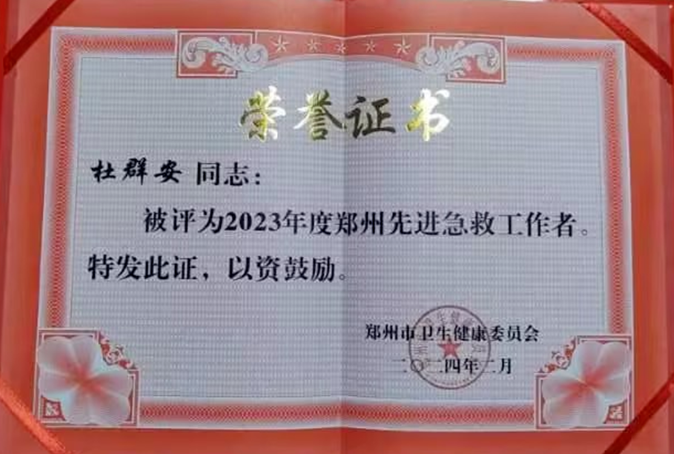 荣誉证书
杜群安 同志：
被评为2023年度郑州先进急救工作者。
特发此证，以资鼓励。
郑州市卫生健康委员会
二〇二四年二月